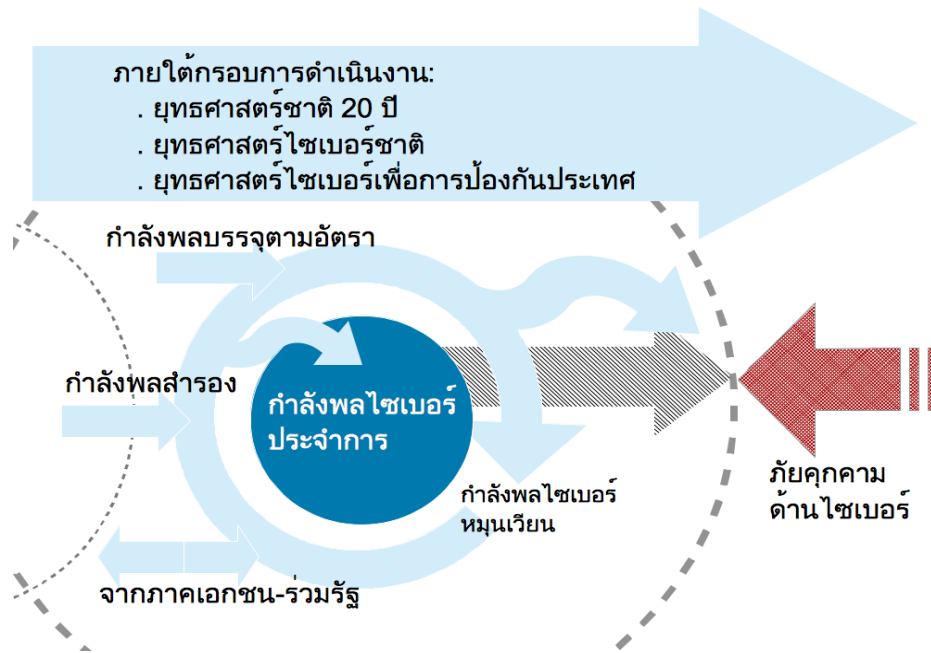 ภายใต้กรอบการดำเนินงาน:
. ยุทธศาสตร์ชาติ 20 ปี
. ยุทธศาสตร์ไซเบอร์ชาติ
. ยุทธศาสตร์ไซเบอร์เพื่อการป้องกันประเทศ
กำลังพลบรรจุตามอัตรา
กำลังพลสำรอง
กำลังพลไซเบอร์
ประจำการ
กำลังพลไซเบอร์
หมุนเวียน
ภัยคุกคาม
ด้านไซเบอร์
จากภาคเอกชน-ร่วมรัฐ